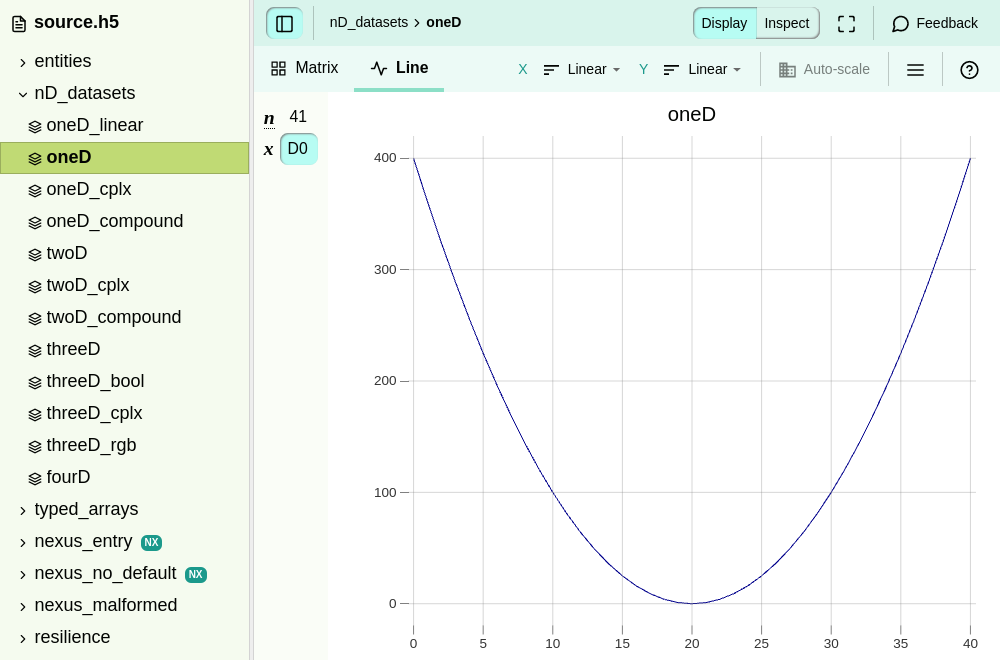 source.h5
entities
nD_datasets
oneD_linear
oneD
oneD_cplx
oneD_compound
twoD
twoD_cplx
twoD_compound
threeD
threeD_bool
threeD_cplx
threeD_rgb
fourD
typed_arrays
nexus_entry NX
nexus_no_default NX
nexus_malformed
resilience
nD_datasets › oneD
Display Inspect Feedback
Matrix Line X Linear Y Linear Auto-scale
n 41
x D0
oneD
400
300
200
100
0
0 5 10 15 20 25 30 35 40